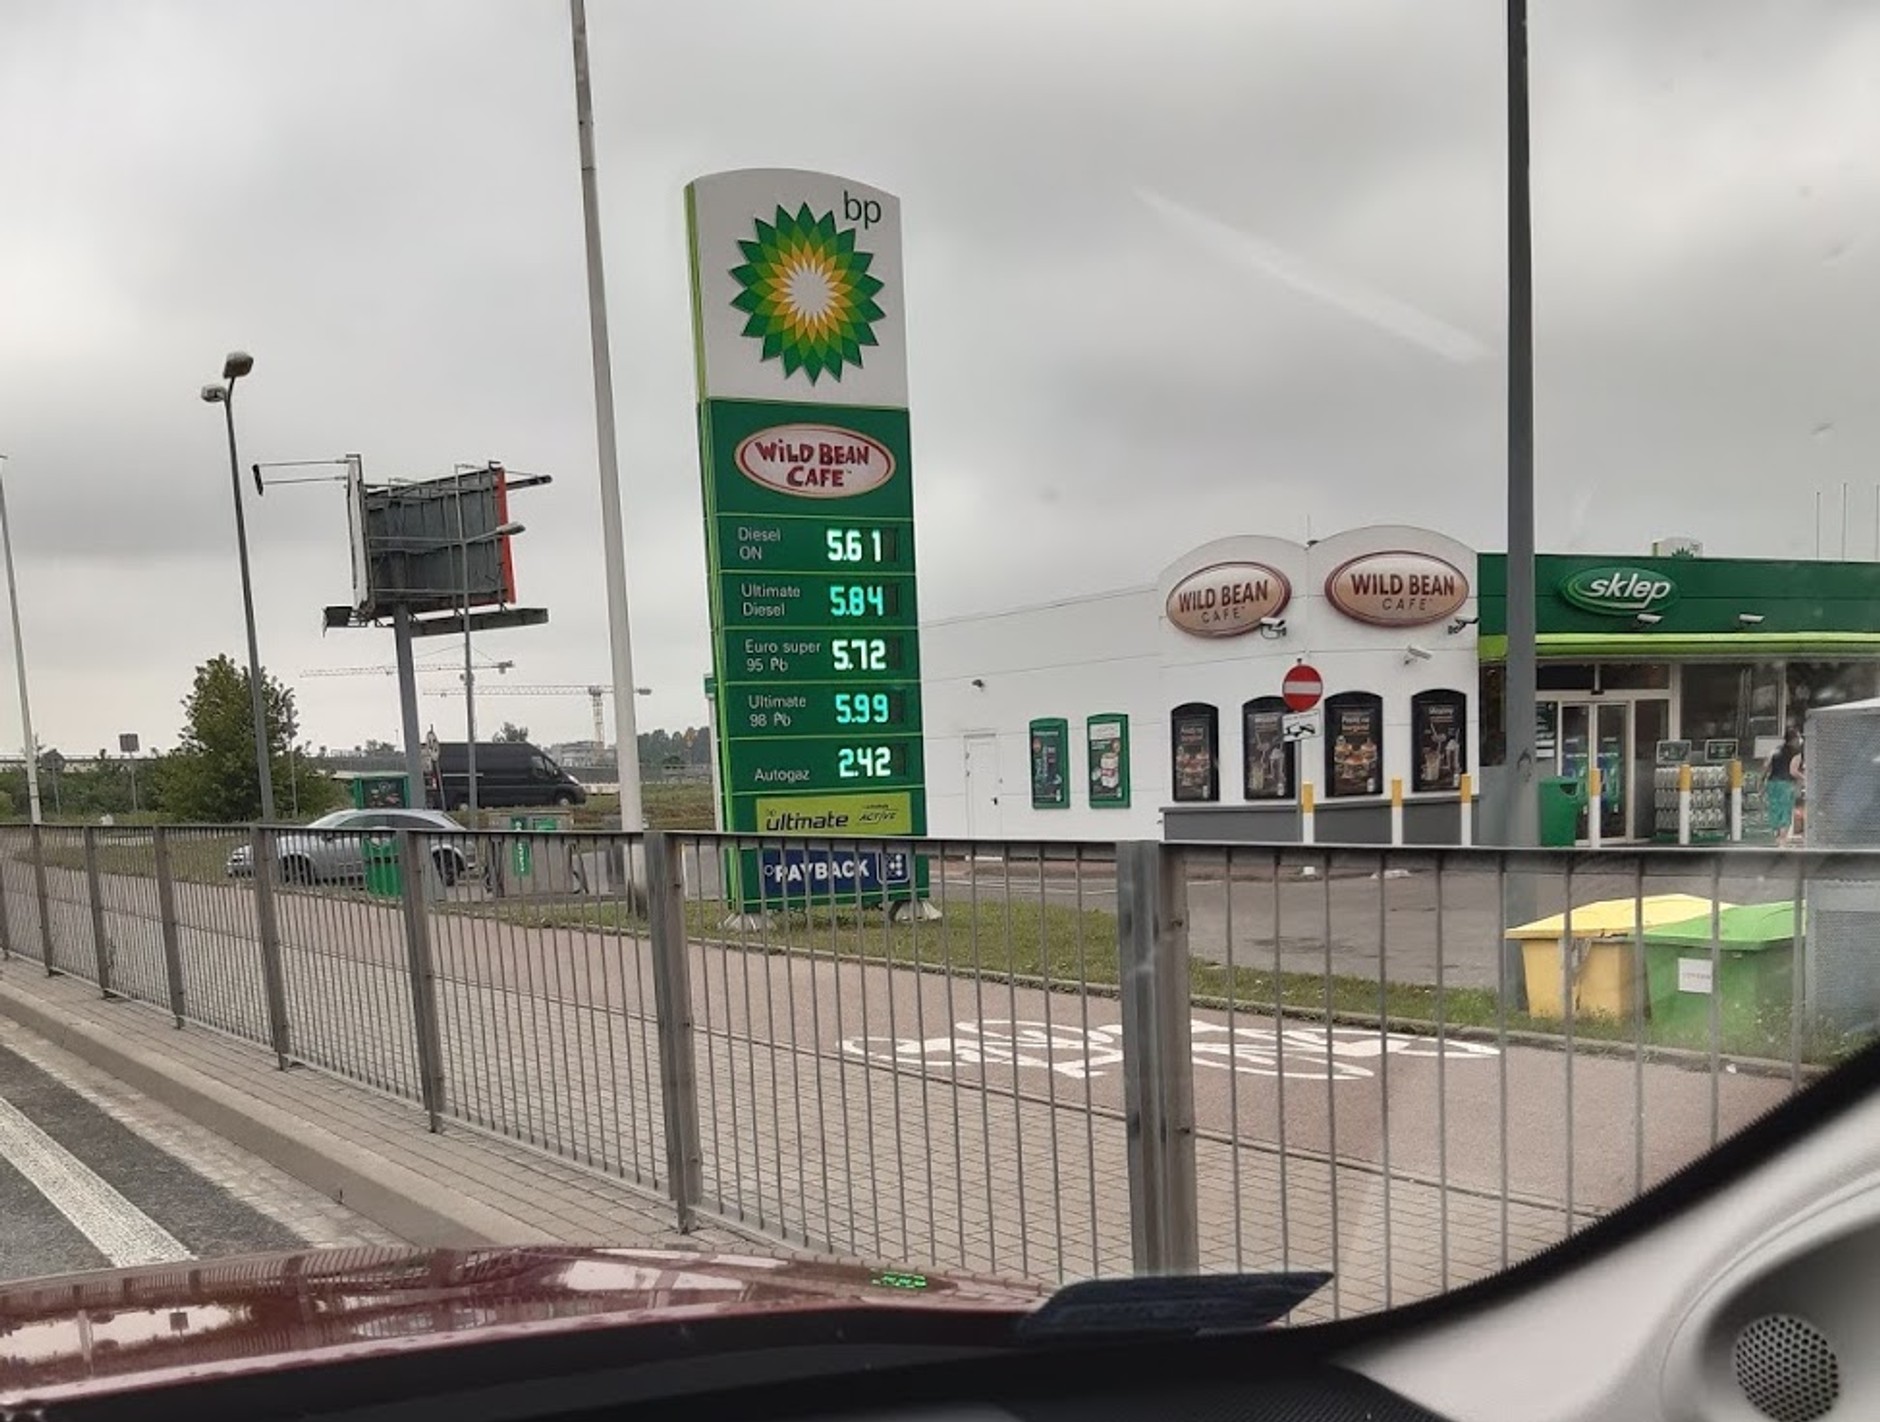 bp
WiLD BEAN
CAFE
Diesel
ON
5.61
Ultimate
Diesel
5.84
Euro super
95 Pb
5.72
Ultimate
98 Pb
5.99
Autogaz
2.42
ultimate
ACTIVE
PAYBACK
WILD BEAN
CAFE
WILD BEAN
CAFE
sklep